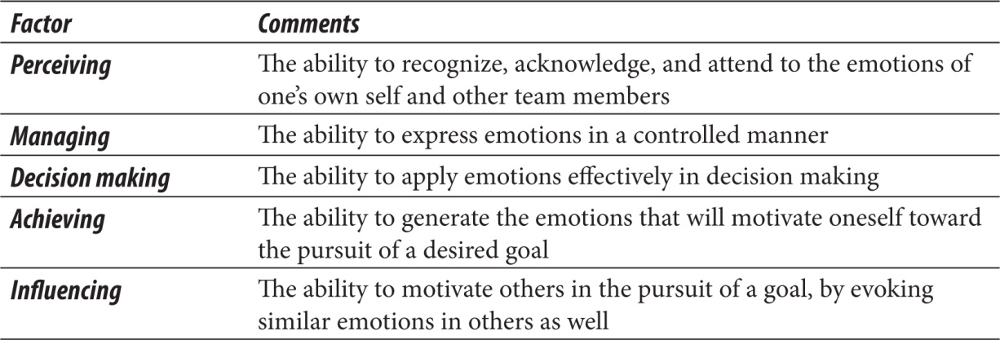 Factor Comments
Perceiving The ability to recognize, acknowledge, and attend to the emotions of
one’s own self and other team members
Managing The ability to express emotions in a controlled manner
Decision making The ability to apply emotions effectively in decision making
Achieving The ability to generate the emotions that will motivate oneself toward
the pursuit of a desired goal
Influencing The ability to motivate others in the pursuit of a goal, by evoking
similar emotions in others as well